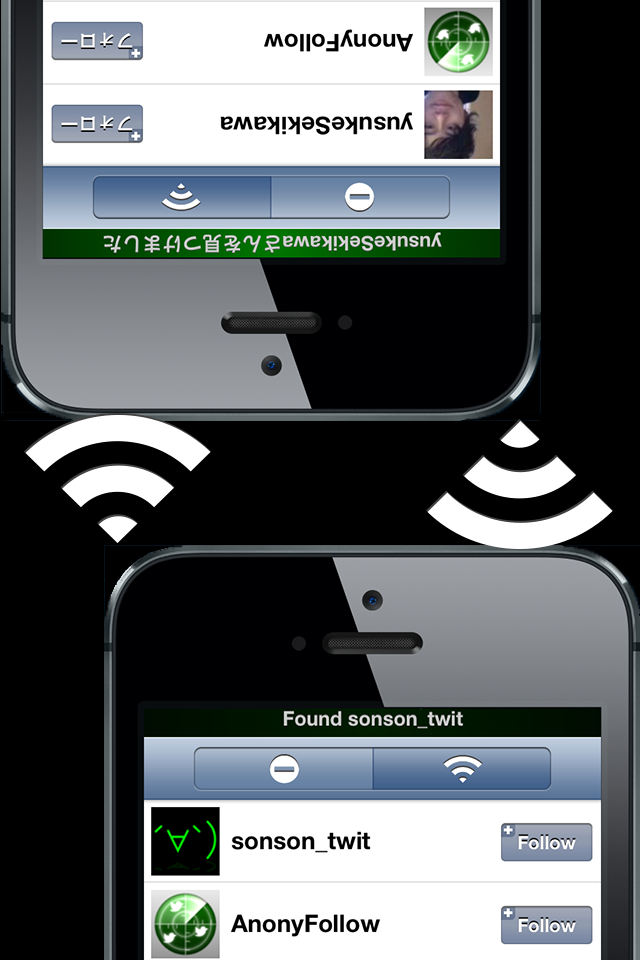 AnonyFollow
フォロー
yusukeSekikawa
フォロー
yusukeSekikawaさんを見つけました
Found sonson_twit
sonson_twit
Follow
AnonyFollow
Follow